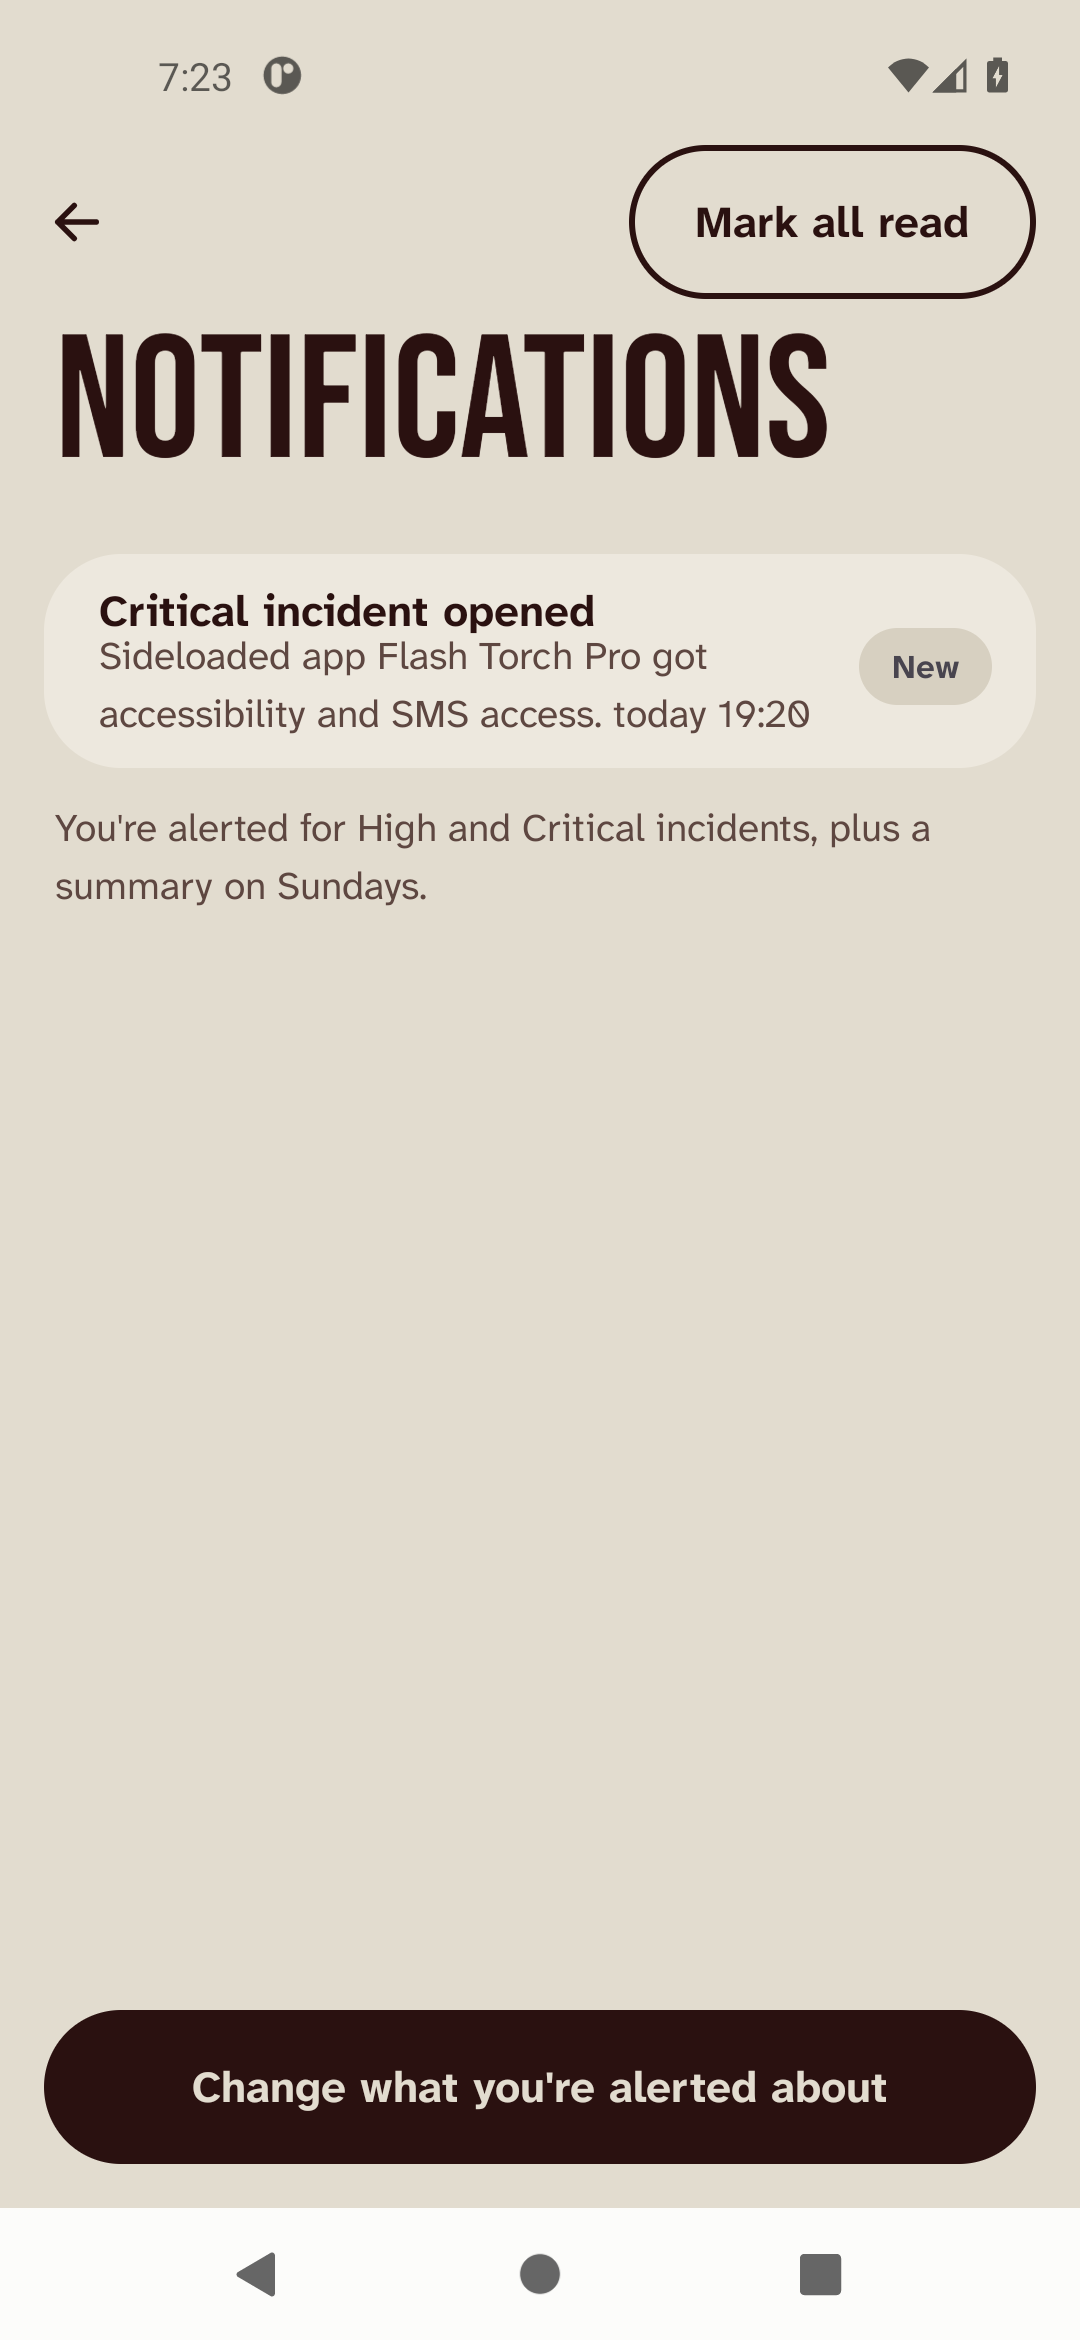 7:23
Mark all read
NOTIFICATIONS
Critical incident opened
Sideloaded app Flash Torch Pro got
accessibility and SMS access. today 19:20
New
You're alerted for High and Critical incidents, plus a
summary on Sundays.
Change what you're alerted about